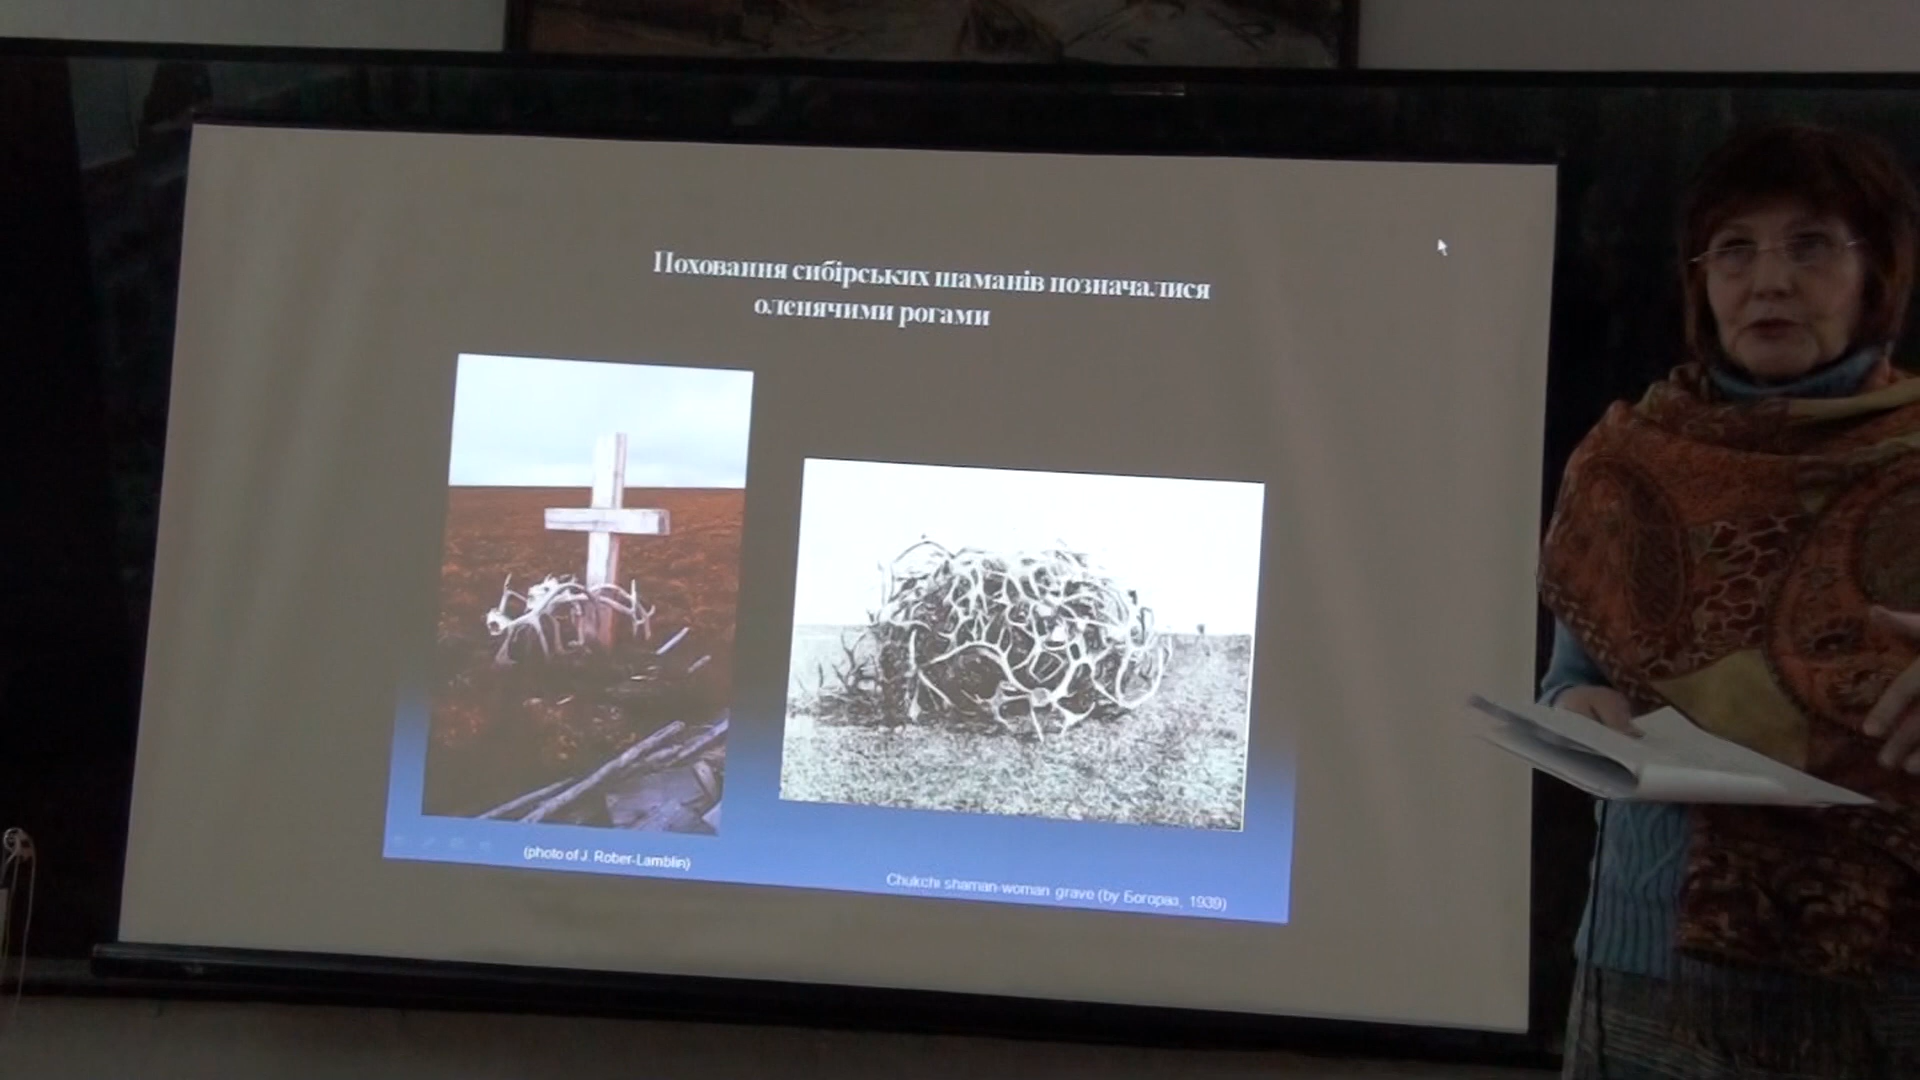 Поховання сибірських шаманів позначалися
оленячими рогами
(photo of J. Rober-Lamblin)
Chukchi shaman-woman grave (by Богораз, 1939)